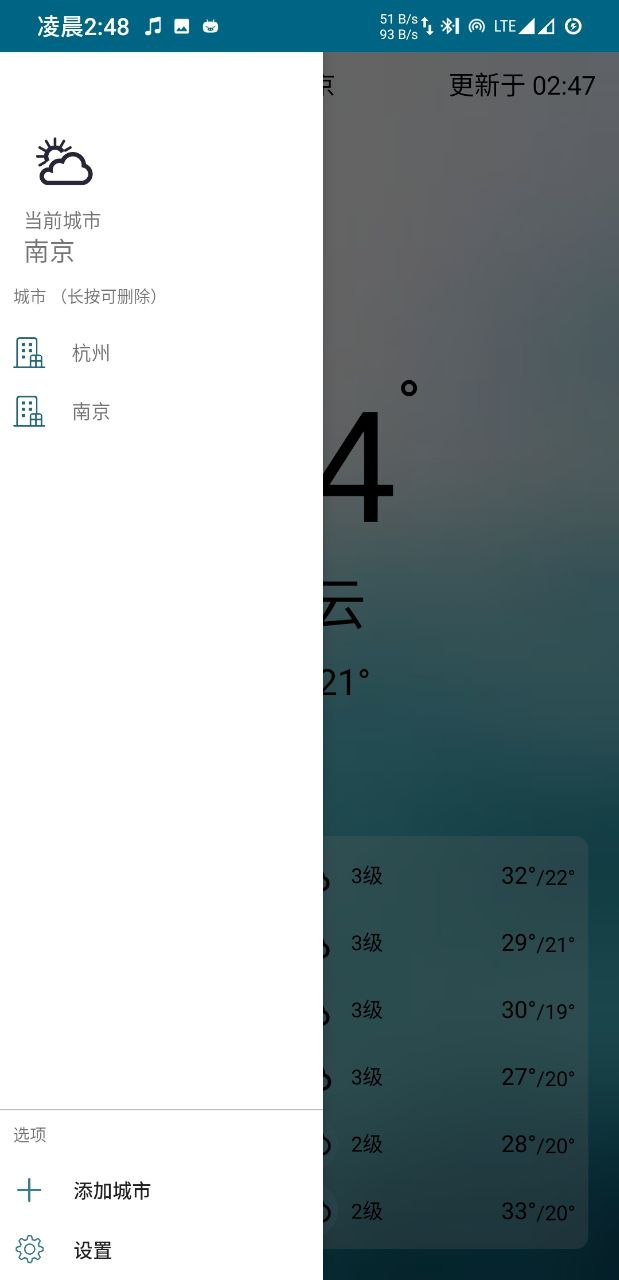 凌晨2:48
51 B/s
93 B/s
LTE
京
更新于 02:47
当前城市
南京
城市 （长按可删除）
杭州
南京
4°
云
21°
3级 32°/22°
3级 29°/21°
3级 30°/19°
3级 27°/20°
2级 28°/20°
2级 33°/20°
选项
添加城市
设置